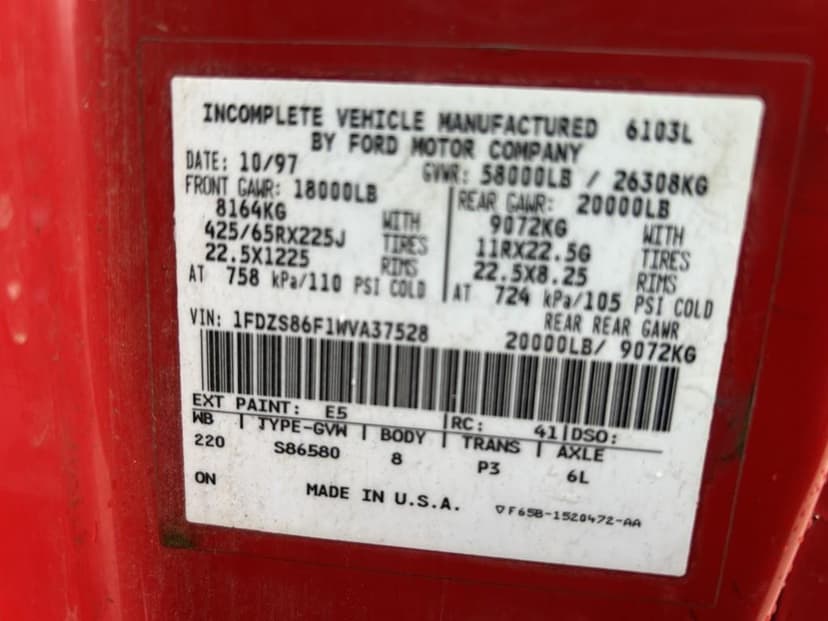 INCOMPLETE VEHICLE MANUFACTURED 6103L
BY FORD MOTOR COMPANY
DATE: 10/97 GVWR: 58000LB / 26308KG
FRONT GAWR: 18000LB
8164KG WITH
425/65RX225J TIRES
22.5X1225 RIMS
AT 758 kPa/110 PSI COLD
REAR GAWR: 20000LB
9072KG WITH
11RX22.5G TIRES
22.5X8.25 RIMS
AT 724 kPa/105 PSI COLD
VIN: 1FDZS86F1WVA37528
REAR REAR GAWR
20000LB/ 9072KG
EXT PAINT: E5 RC: 41 DSO:
WB TYPE-GVW BODY TRANS AXLE
220 S86580 8 P3 6L
ON
MADE IN U.S.A.
F65B-1520472-AA